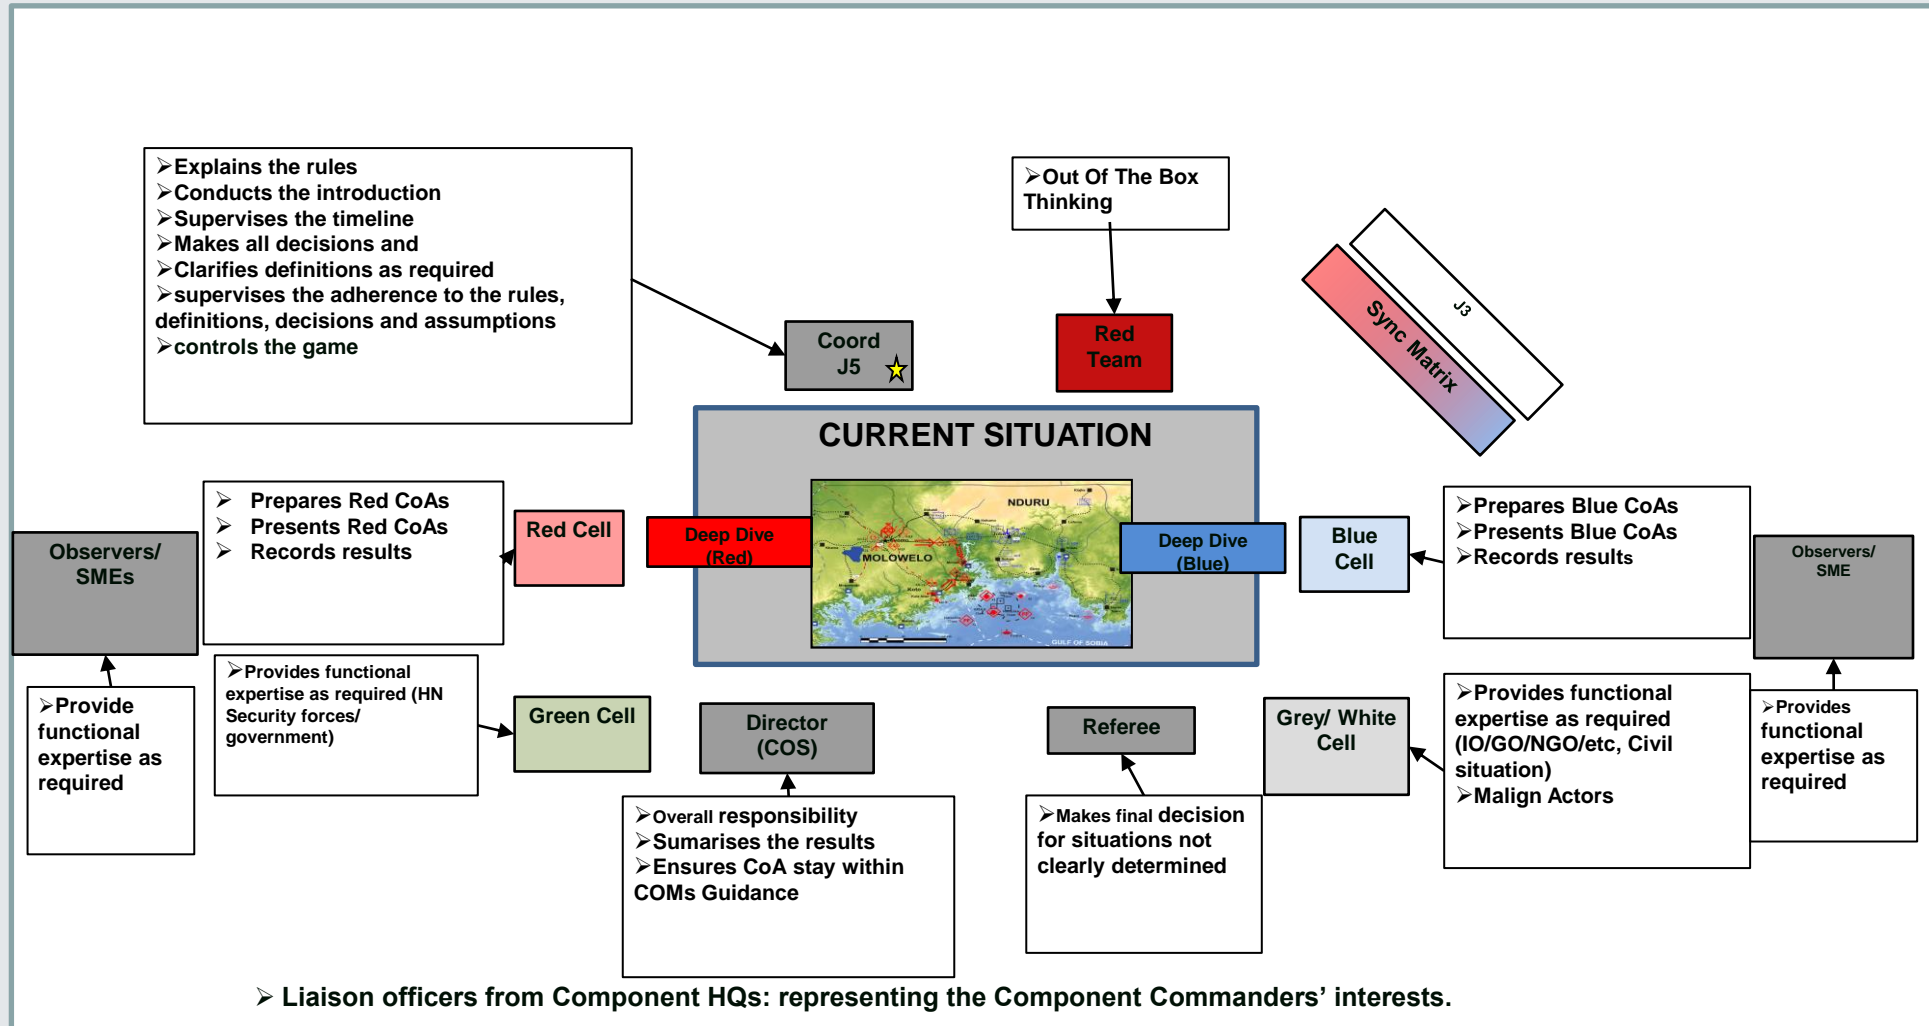 ➢Explains the rules
➢Conducts the introduction
➢Supervises the timeline
➢Makes all decisions and
➢Clarifies definitions as required
➢supervises the adherence to the rules,
definitions, decisions and assumptions
➢controls the game
➢Out Of The Box
Thinking
Coord
J5
Red
Team
J3
Sync Matrix
CURRENT SITUATION
NDURU
MOLOWELO
GULF OF SOBIA
Deep Dive
(Red)
Deep Dive
(Blue)
Observers/
SMEs
➢ Prepares Red CoAs
➢ Presents Red CoAs
➢ Records results
Red Cell
Blue
Cell
➢Prepares Blue CoAs
➢Presents Blue CoAs
➢Records results
Observers/
SME
➢Provide
functional
expertise as
required
➢Provides functional
expertise as required (HN
Security forces/
government)
Green Cell
Director
(COS)
Referee
Grey/ White
Cell
➢Provides functional
expertise as required
(IO/GO/NGO/etc, Civil
situation)
➢Malign Actors
➢Provides
functional
expertise as
required
➢Overall responsibility
➢Sumarises the results
➢Ensures CoA stay within
COMs Guidance
➢Makes final decision
for situations not
clearly determined
➢ Liaison officers from Component HQs: representing the Component Commanders’ interests.